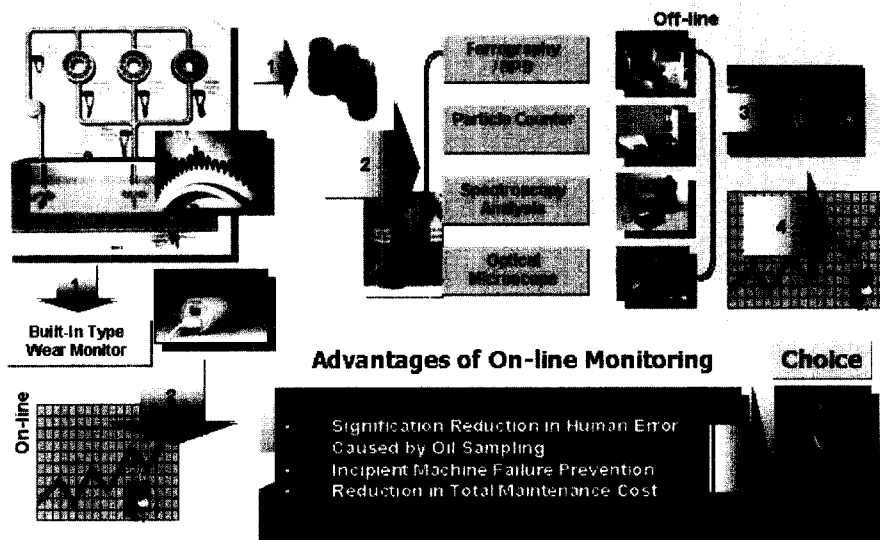 Off-line
1
Ferrography
Particle Counter
3
2
Spectroscopy
Analysis
4
Optical
Microscope
1
Built-In Type
Wear Monitor
Advantages of On-line Monitoring
Choice
2
On-line
- Signification Reduction in Human Error
Caused by Oil Sampling
- Incipient Machine Failure Prevention
- Reduction in Total Maintenance Cost